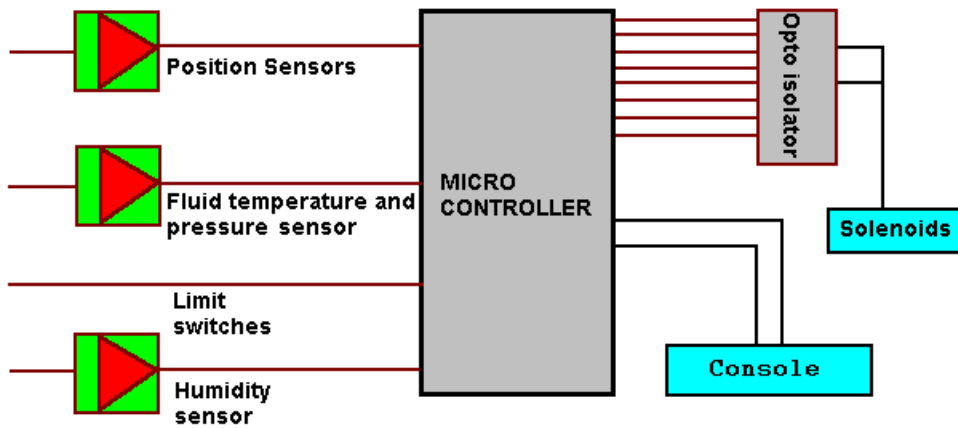 Position Sensors
Fluid temperature and
pressure sensor
Limit
switches
Humidity
sensor
MICRO
CONTROLLER
Opto isolator
Solenoids
Console